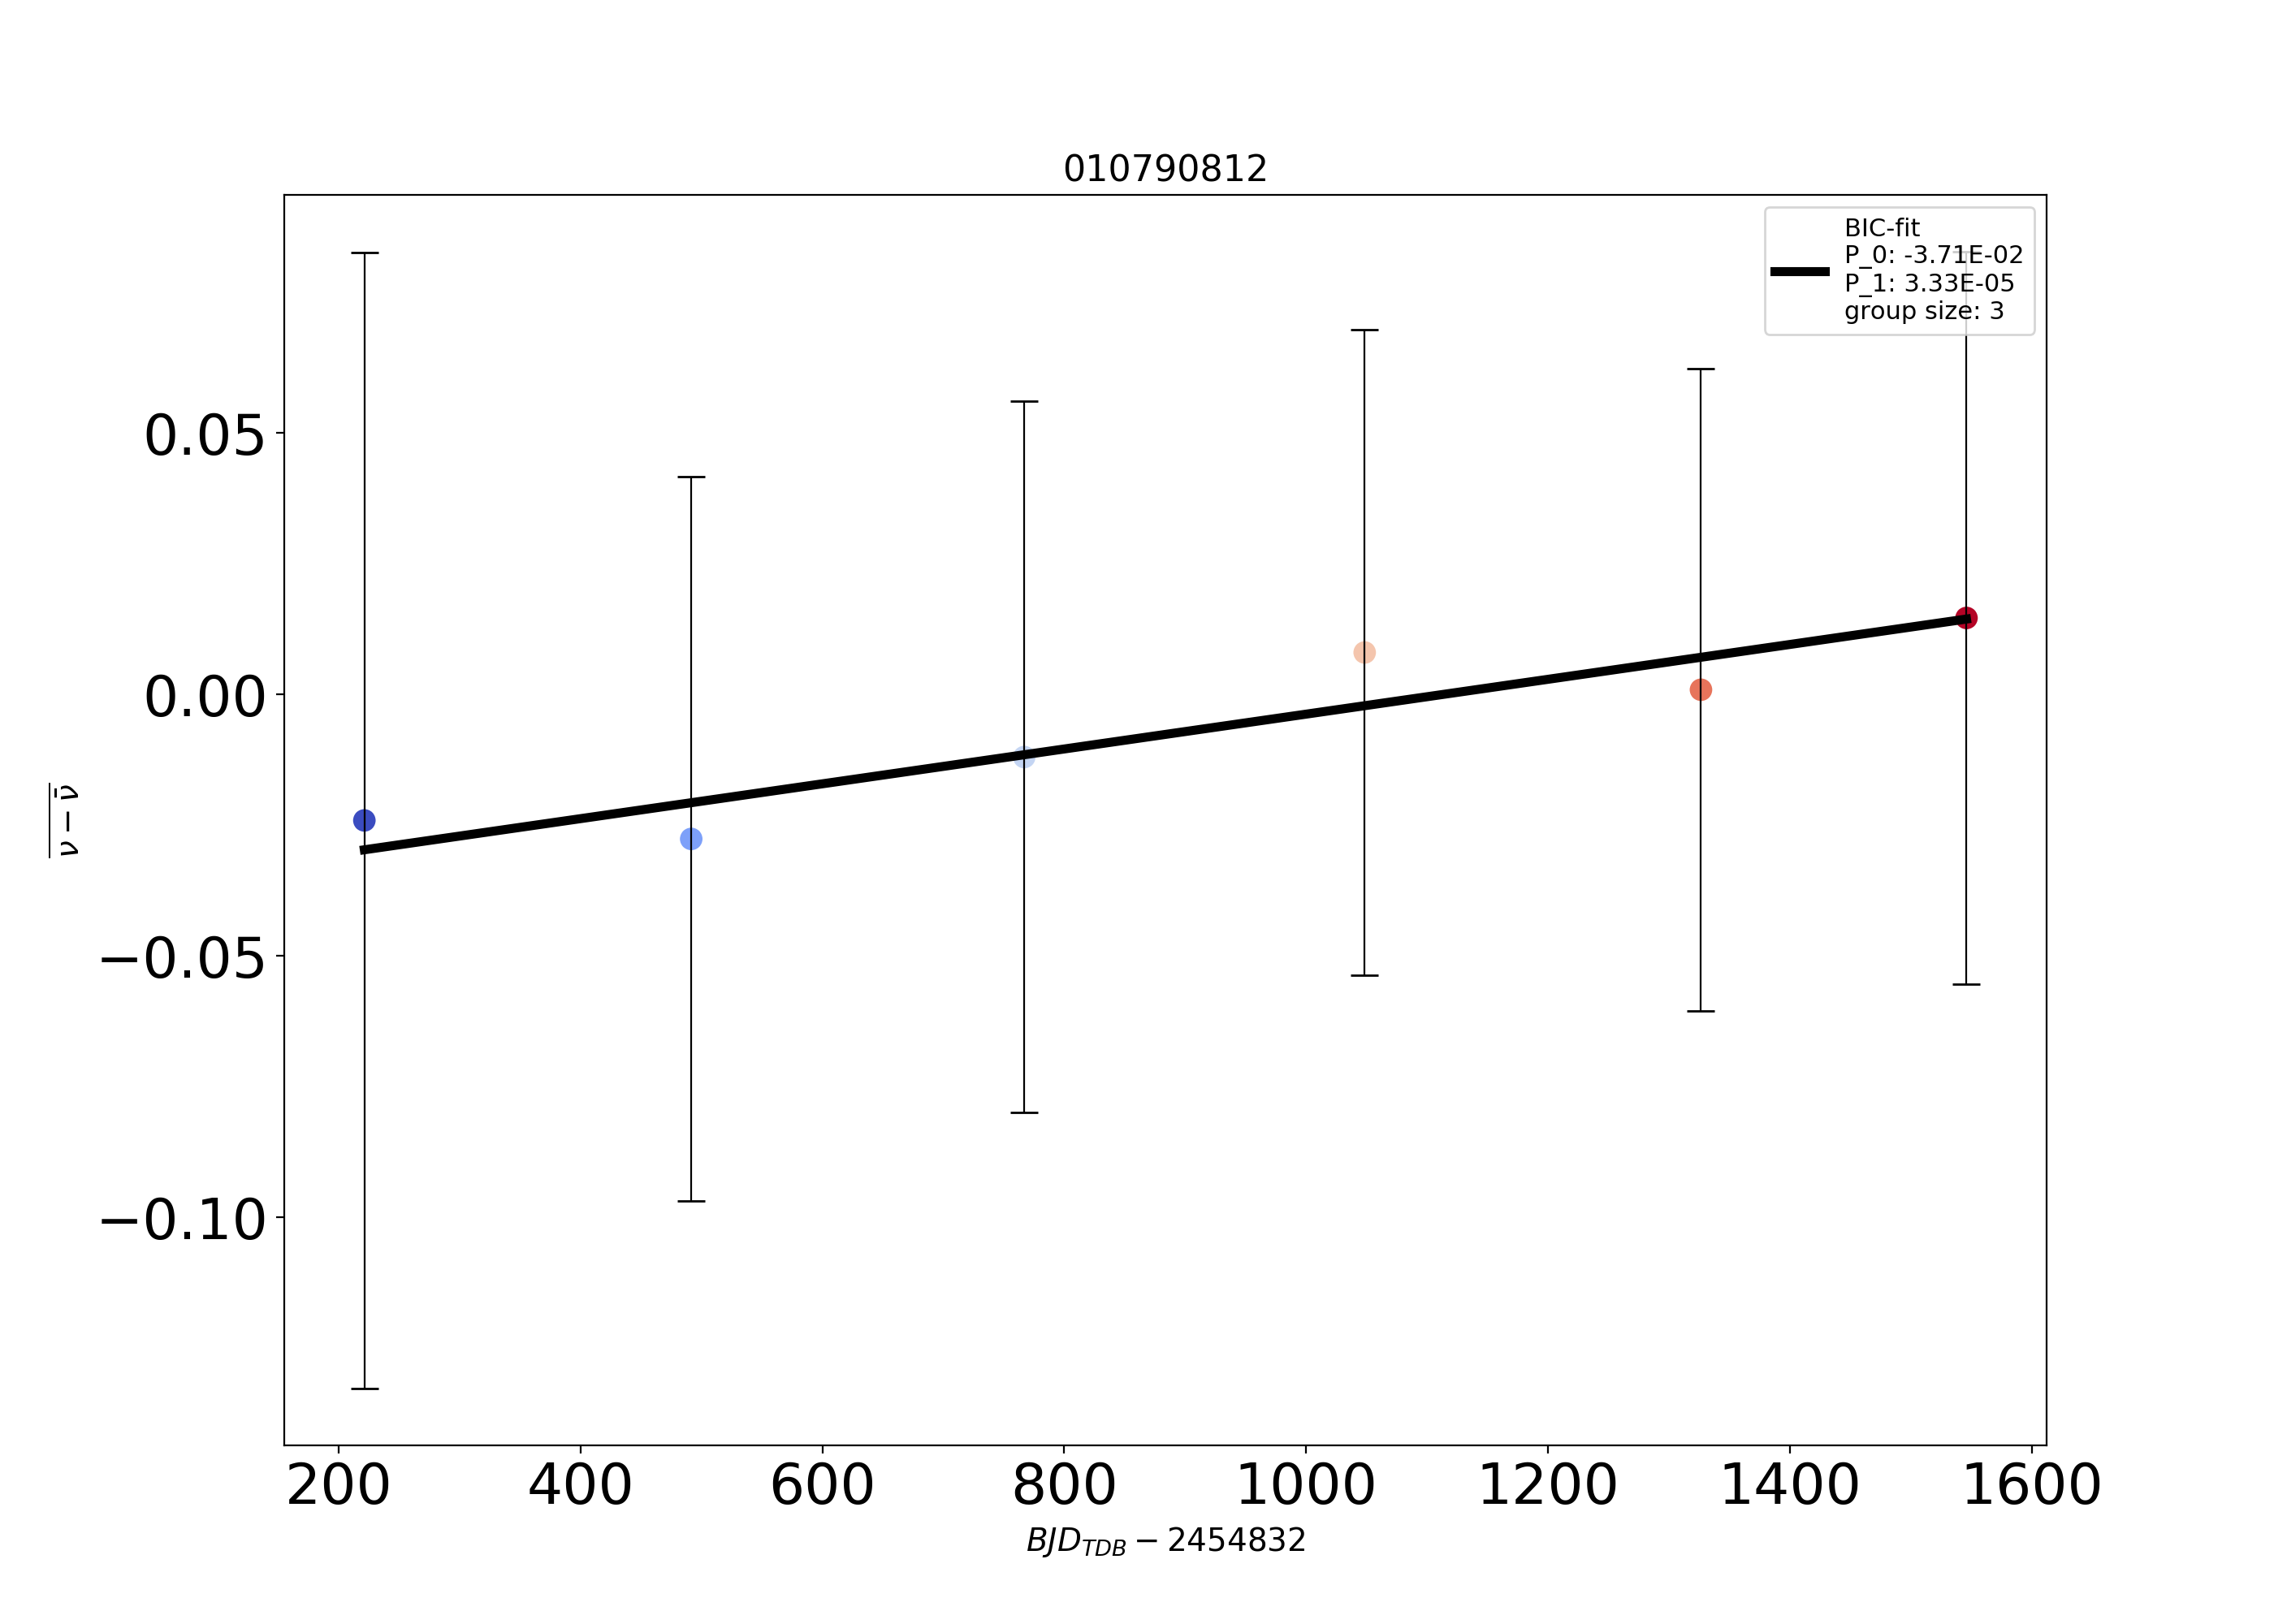 010790812
BIC-fit
P_0: -3.71E-02
P_1: 3.33E-05
group size: 3
0.05
0.00
−0.05
−0.10
ν − ν̄
200 400 600 800 1000 1200 1400 1600
BJD_TDB − 2454832